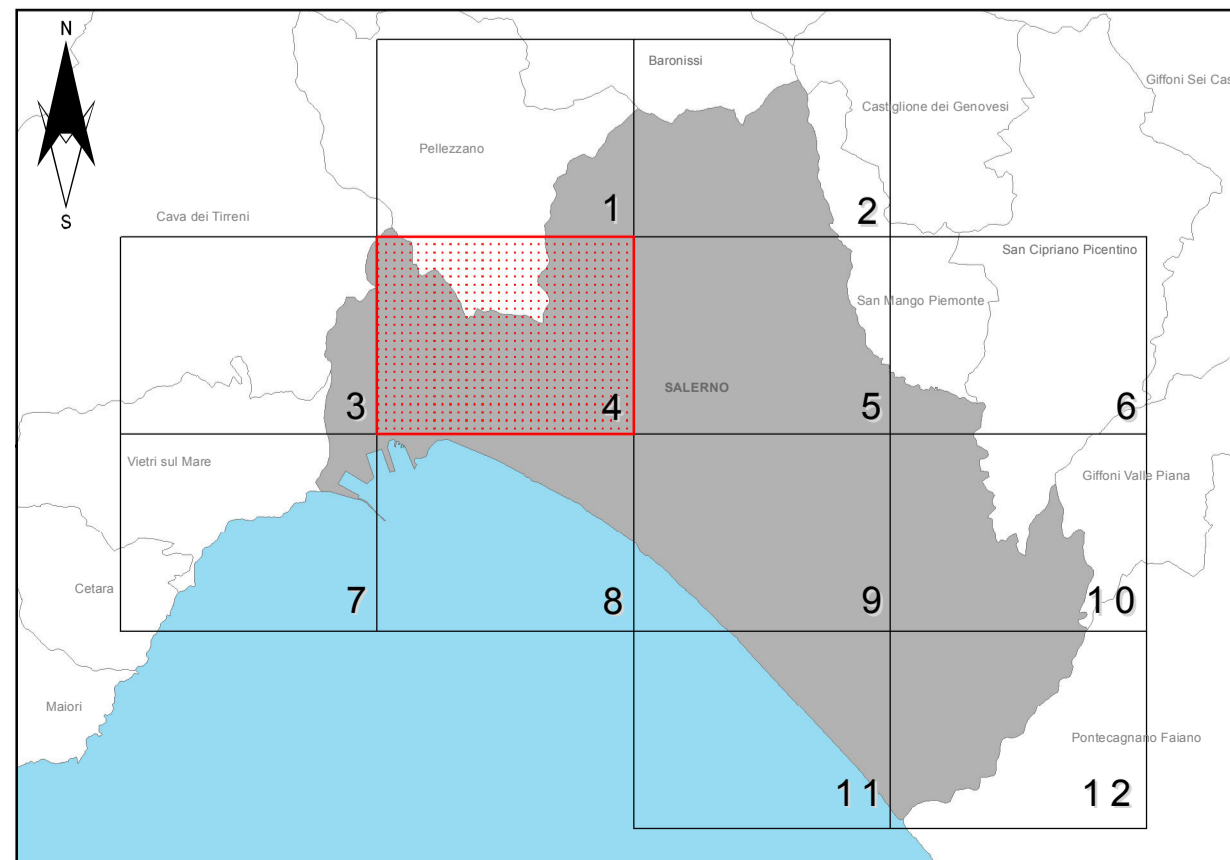 N
S
Baronissi
Giffoni Sei Cas
Castiglione dei Genovesi
Pellezzano
Cava dei Tirreni
1
2
San Cipriano Picentino
San Mango Piemonte
SALERNO
3
4
5
6
Vietri sul Mare
Giffoni Valle Piana
Cetara
7
8
9
10
Maiori
Pontecagnano Faiano
11
12